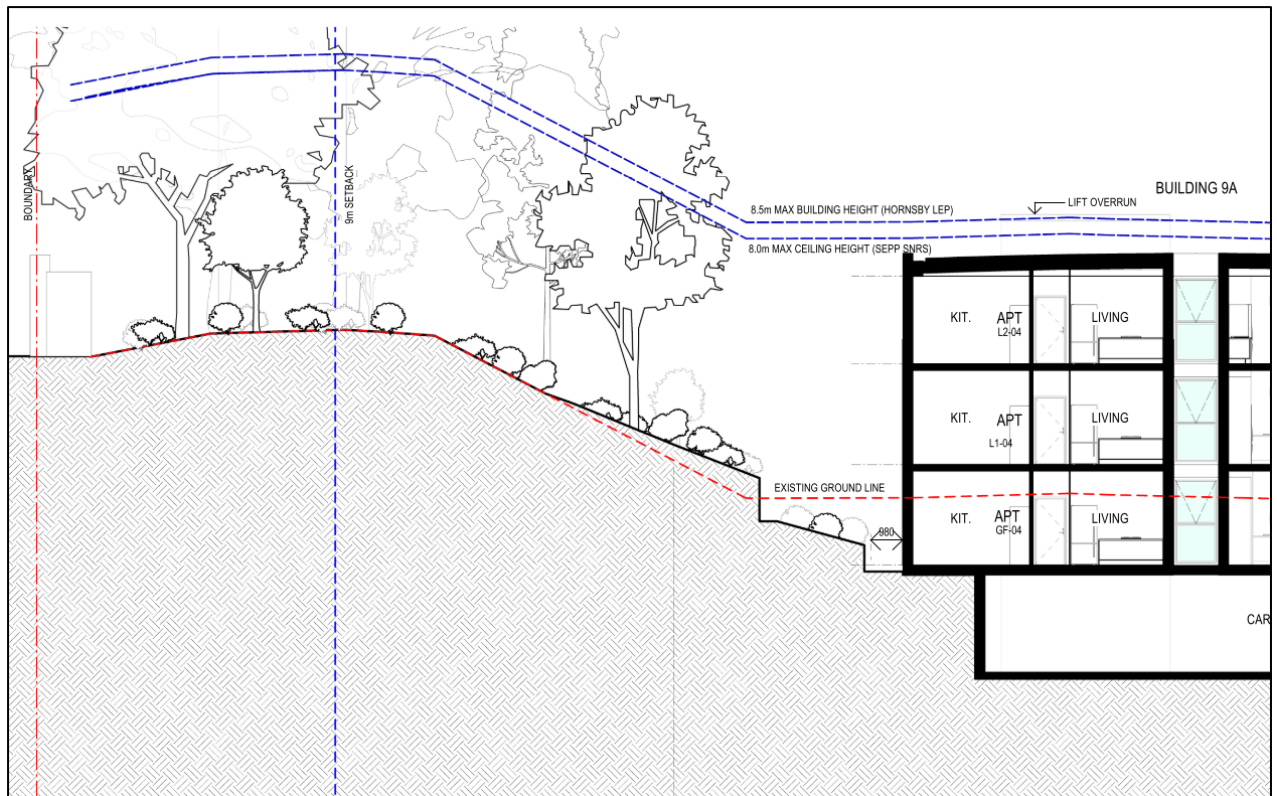 BOUNDARY
9m SETBACK
BUILDING 9A
LIFT OVERRUN
8.5m MAX BUILDING HEIGHT (HORNSBY LEP)
8.0m MAX CEILING HEIGHT (SEPP SNRS)
KIT. APT LIVING
L2-04
KIT. APT LIVING
L1-04
EXISTING GROUND LINE
KIT. APT LIVING
GF-04
980
CAR